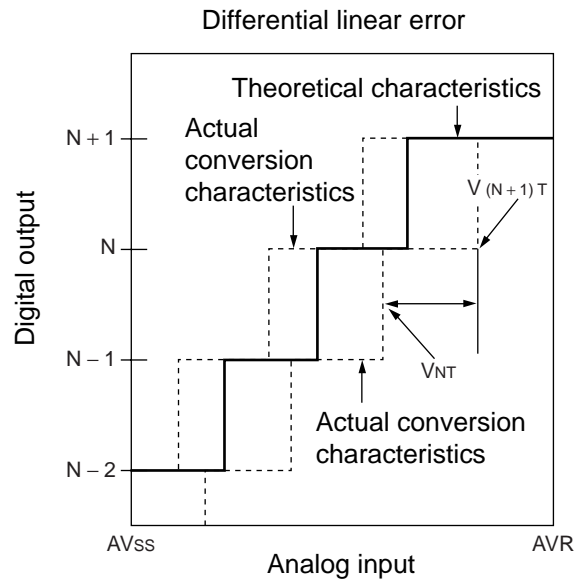 Differential linear error
Theoretical characteristics
N + 1
Actual
conversion
characteristics
V (N + 1) T
N
Digital output
N – 1
VNT
Actual conversion
characteristics
N – 2
AVSS
AVR
Analog input